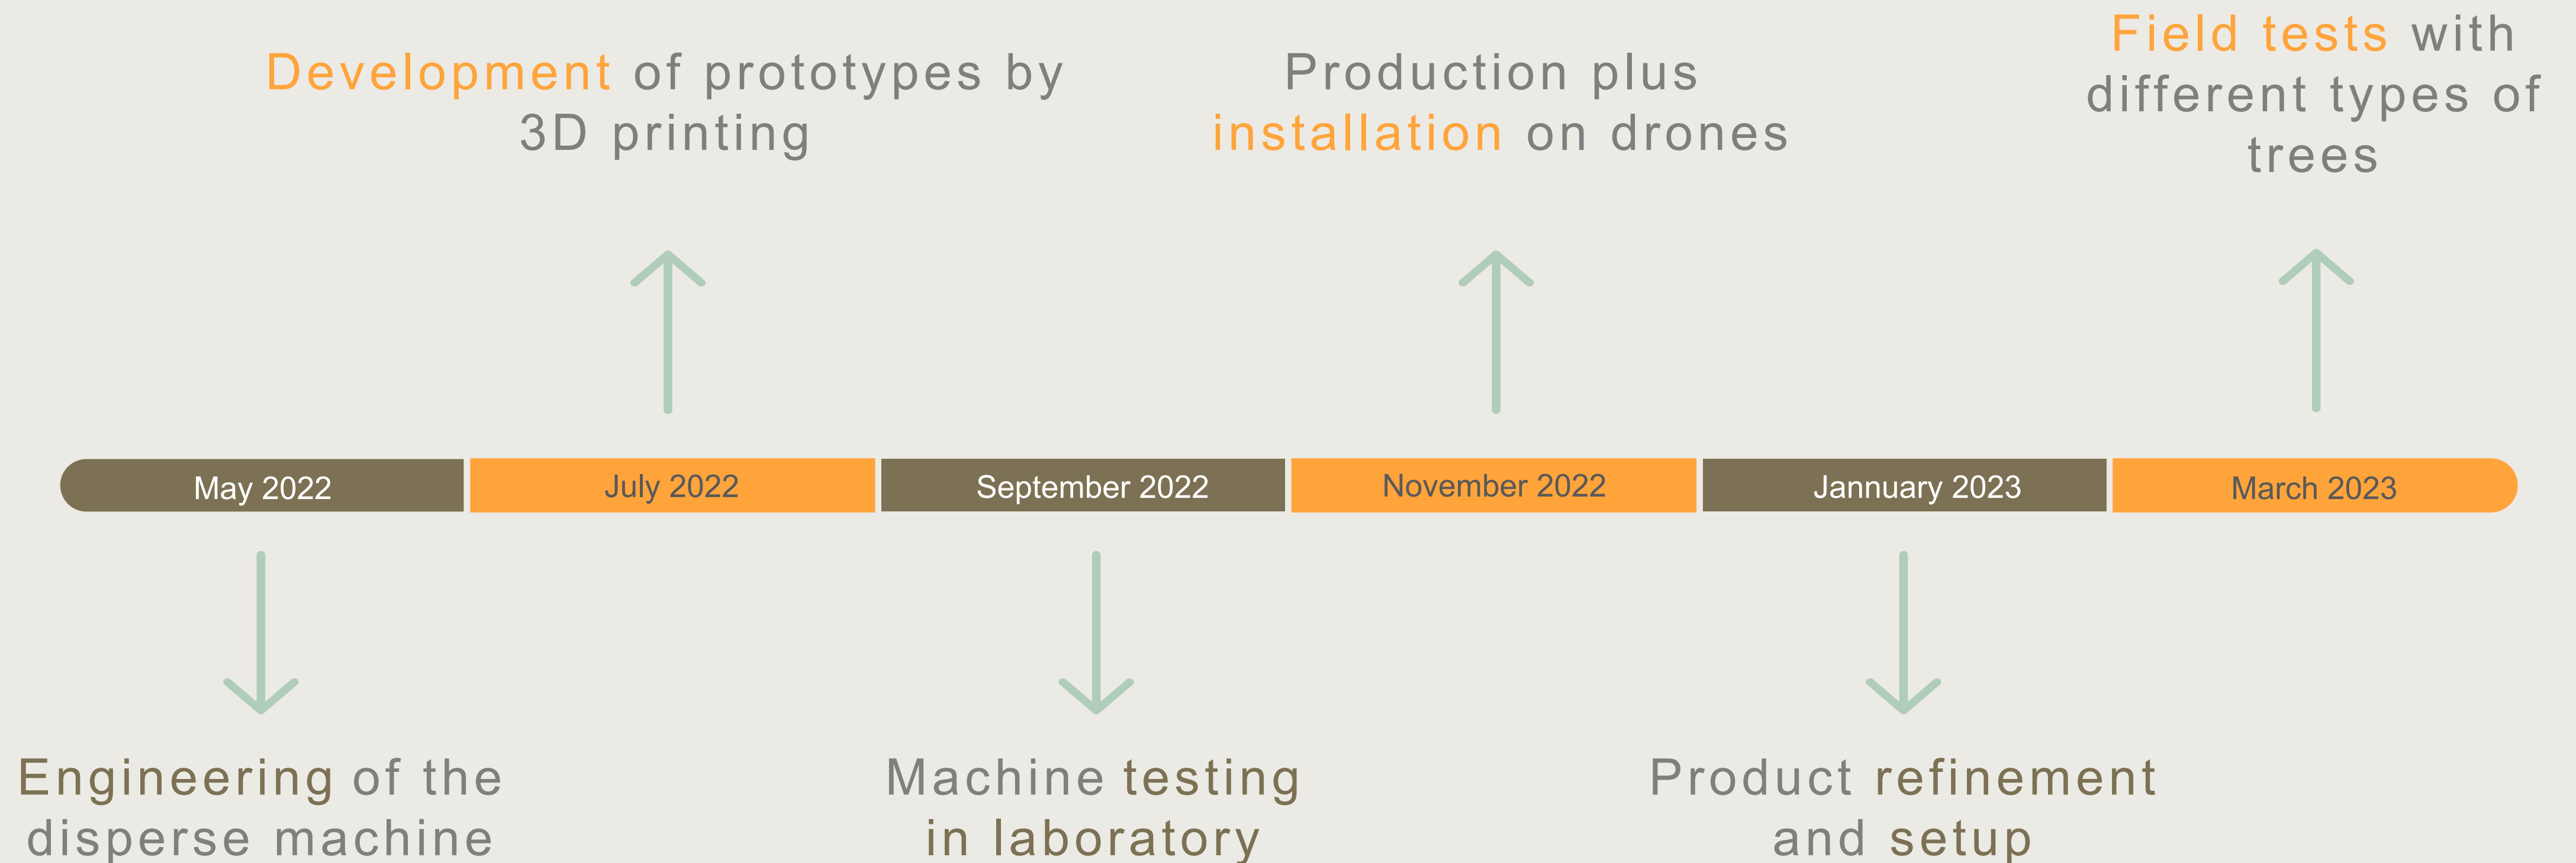 Development of prototypes by
3D printing
Production plus
installation on drones
Field tests with
different types of
trees
May 2022
July 2022
September 2022
November 2022
Jannuary 2023
March 2023
Engineering of the
disperse machine
Machine testing
in laboratory
Product refinement
and setup